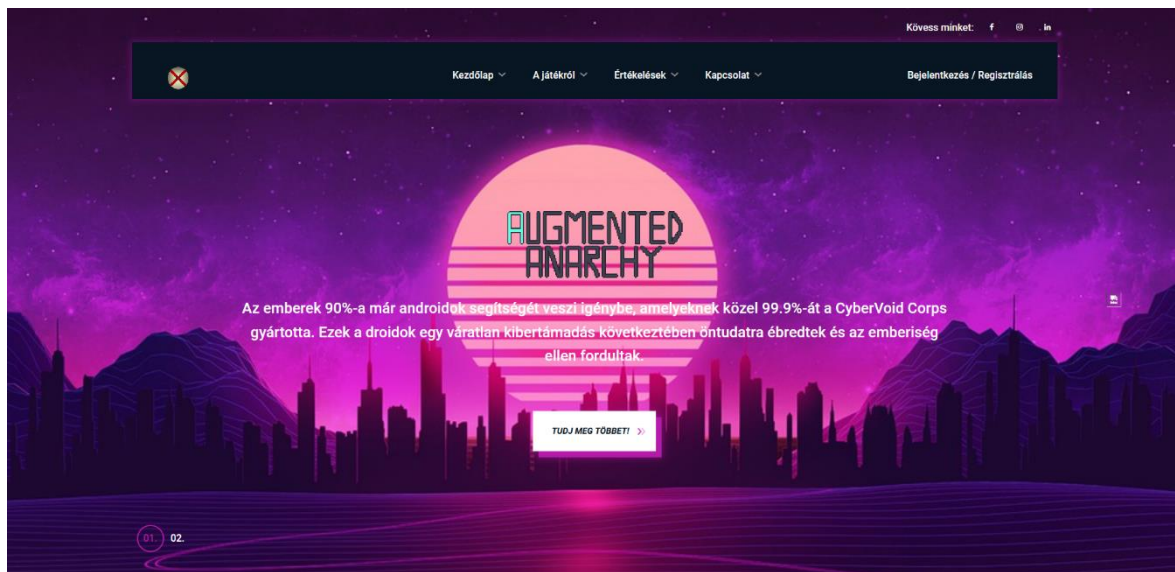 Kövess minket:
Kezdőlap A játékról Értékelések Kapcsolat Bejelentkezés / Regisztrálás
AUGMENTED
ANARCHY
Az emberek 90%-a már androidok segítségét veszi igénybe, amelyeknek közel 99.9%-át a CyberVoid Corps
gyártotta. Ezek a droidok egy váratlan kibertámadás következtében öntudatra ébredtek és az emberiség
ellen fordultak.
TUDJ MEG TÖBBET!
01. 02.